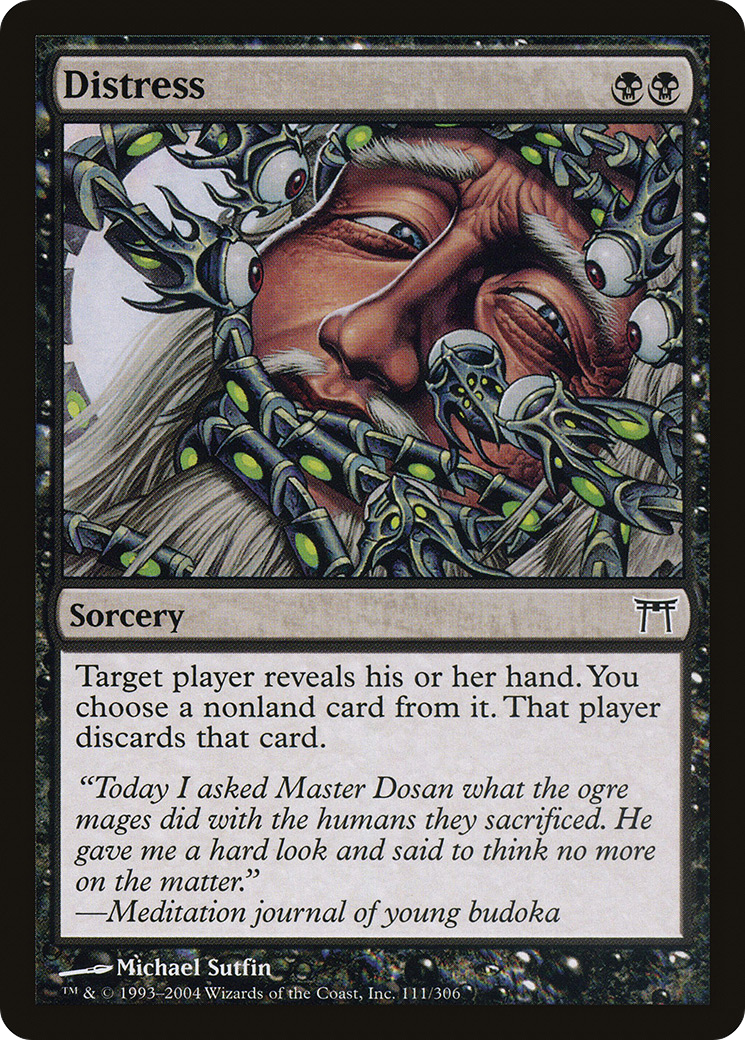 Distress
Sorcery
Target player reveals his or her hand. You
choose a nonland card from it. That player
discards that card.
“Today I asked Master Dosan what the ogre
mages did with the humans they sacrificed. He
gave me a hard look and said to think no more
on the matter.”
—Meditation journal of young budoka
Michael Sutfin
™ & © 1993–2004 Wizards of the Coast, Inc. 111/306